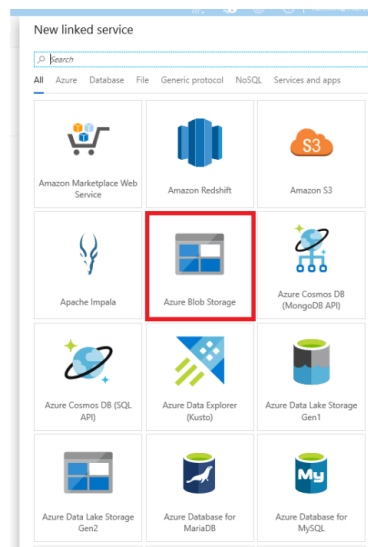 New linked service
Search
All Azure Database File Generic protocol NoSQL Services and apps
S3
Amazon Marketplace Web
Service
Amazon Redshift
Amazon S3
Apache Impala
Azure Blob Storage
Azure Cosmos DB
(MongoDB API)
Azure Cosmos DB (SQL
API)
Azure Data Explorer
(Kusto)
Azure Data Lake Storage
Gen1
My
Azure Data Lake Storage
Gen2
Azure Database for
MariaDB
Azure Database for
MySQL